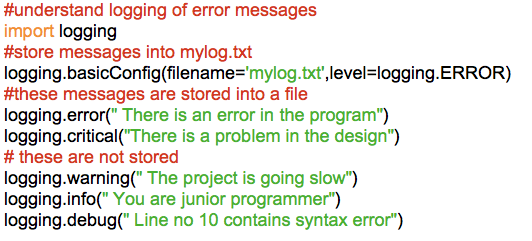 #understand logging of error messages
import logging
#store messages into mylog.txt
logging.basicConfig(filename='mylog.txt',level=logging.ERROR)
#these messages are stored into a file
logging.error(" There is an error in the program")
logging.critical("There is a problem in the design")
# these are not stored
logging.warning(" The project is going slow")
logging.info(" You are junior programmer")
logging.debug(" Line no 10 contains syntax error")